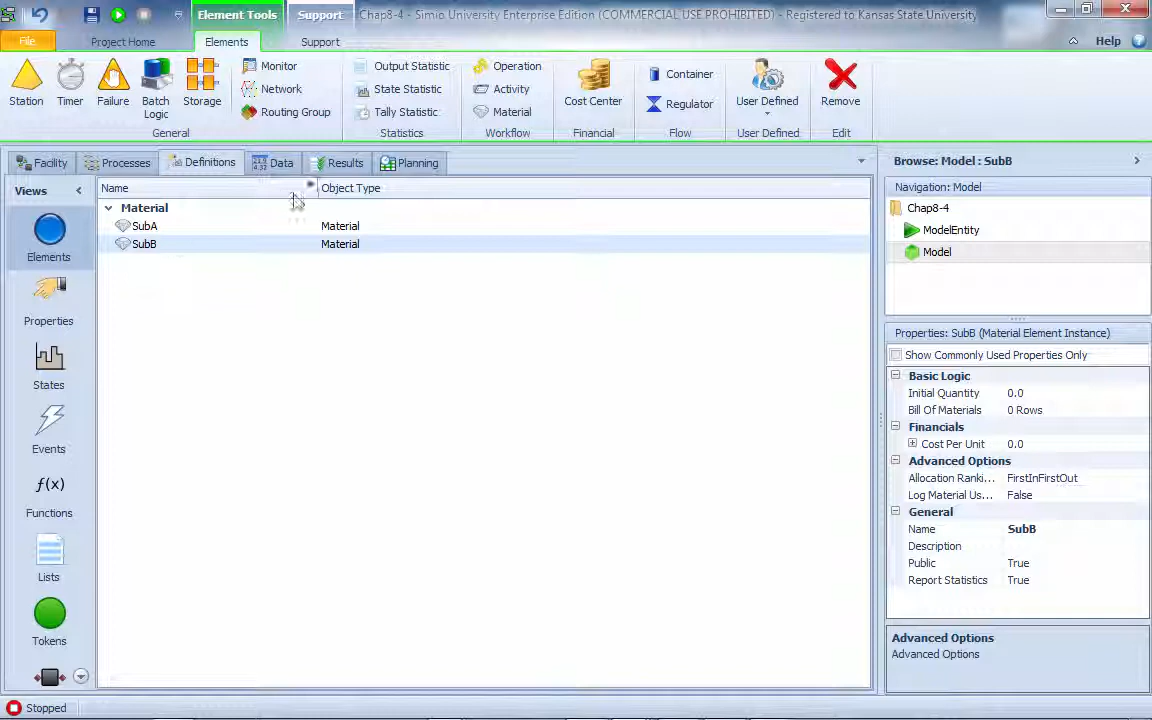 Element Tools
Support
Chap8-4 - Simio University Enterprise Edition (COMMERCIAL USE PROHIBITED) - Registered to Kansas State University
File
Project Home
Elements
Support
Help
Station
Timer
Failure
Batch Logic
Storage
Monitor
Network
Routing Group
General
Output Statistic
State Statistic
Tally Statistic
Statistics
Operation
Activity
Material
Workflow
Cost Center
Financial
Container
Regulator
Flow
User Defined
User Defined
Remove
Edit
Facility
Processes
Definitions
Data
Results
Planning
Views
Elements
Properties
States
Events
f(x)
Functions
Lists
Tokens
Name
Object Type
Material
SubA Material
SubB Material
Browse: Model : SubB
Navigation: Model
Chap8-4
ModelEntity
Model
Properties: SubB (Material Element Instance)
Show Commonly Used Properties Only
Basic Logic
Initial Quantity 0.0
Bill Of Materials 0 Rows
Financials
Cost Per Unit 0.0
Advanced Options
Allocation Ranki... FirstInFirstOut
Log Material Us... False
General
Name SubB
Description
Public True
Report Statistics True
Advanced Options
Advanced Options
Stopped